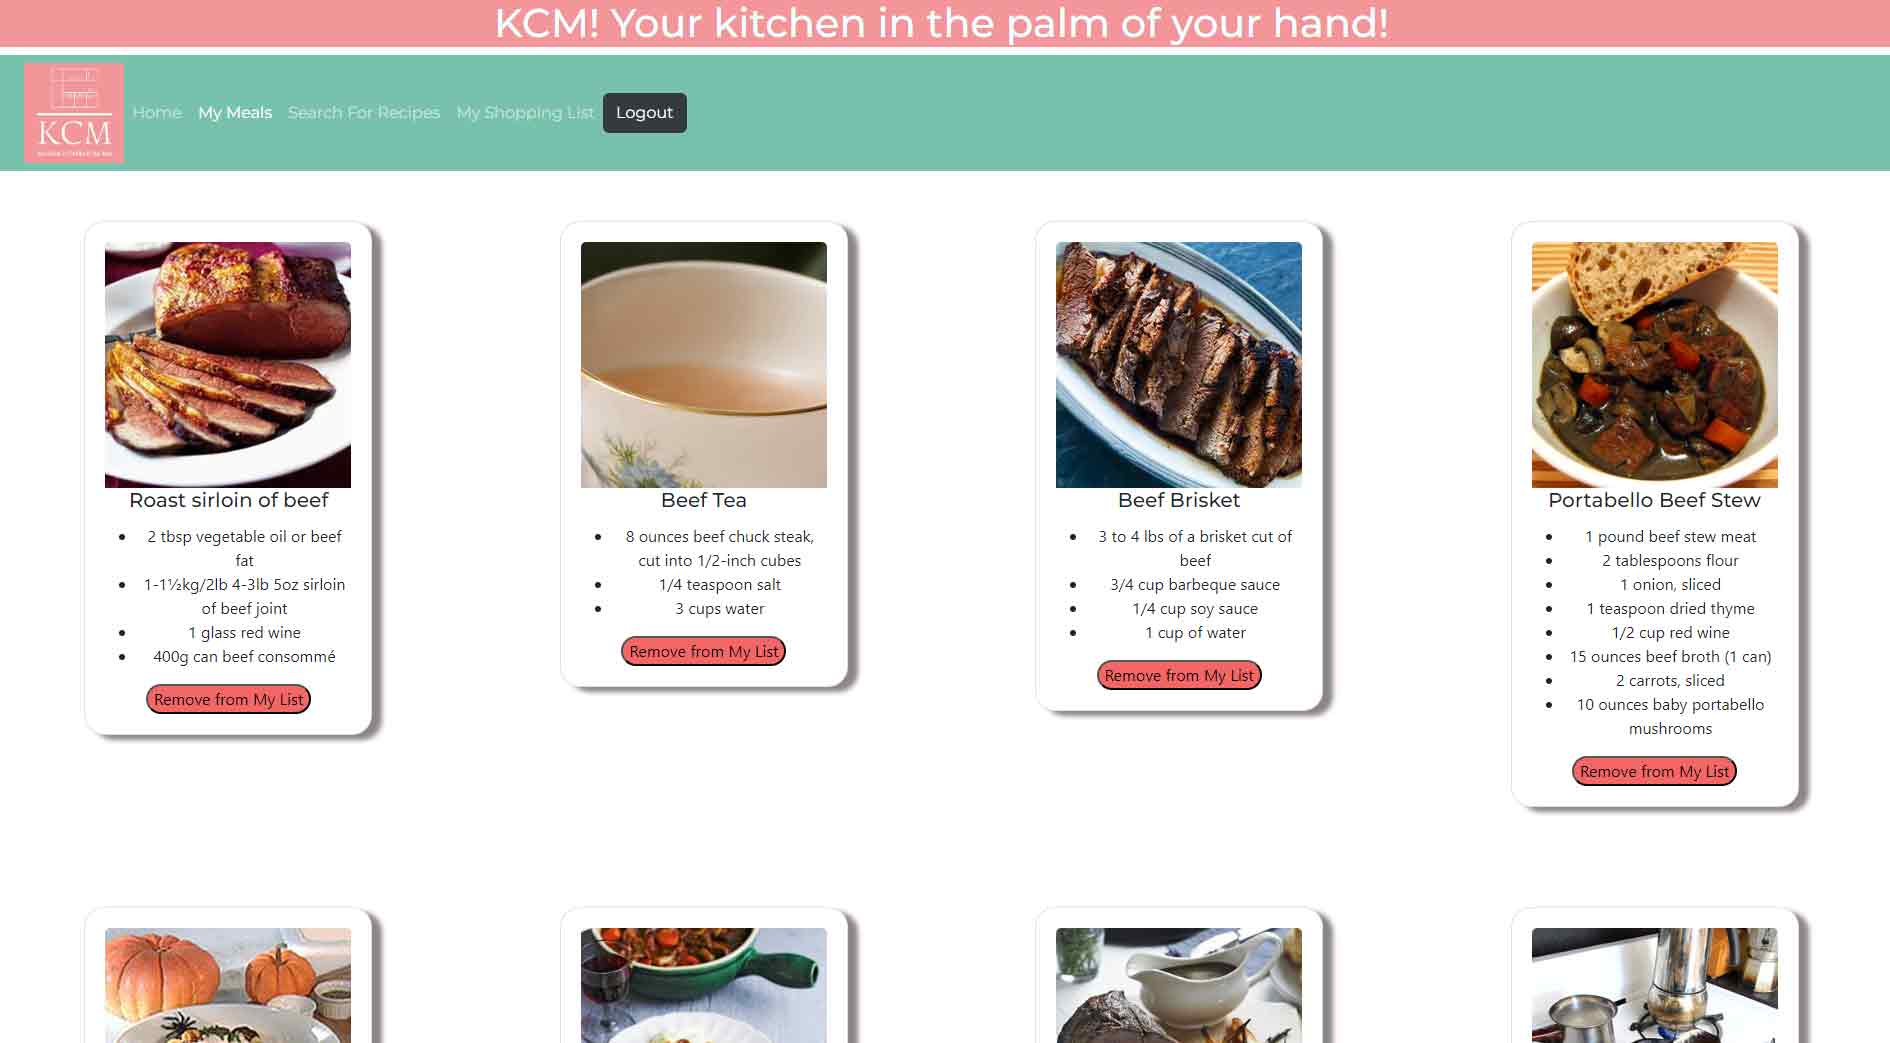 KCM! Your kitchen in the palm of your hand!
KCM
Home
My Meals
Search For Recipes
My Shopping List
Logout
Roast sirloin of beef
2 tbsp vegetable oil or beef
fat
1-1½kg/2lb 4-3lb 5oz sirloin
of beef joint
1 glass red wine
400g can beef consommé
Remove from My List
Beef Tea
8 ounces beef chuck steak,
cut into 1/2-inch cubes
1/4 teaspoon salt
3 cups water
Remove from My List
Beef Brisket
3 to 4 lbs of a brisket cut of
beef
3/4 cup barbeque sauce
1/4 cup soy sauce
1 cup of water
Remove from My List
Portabello Beef Stew
1 pound beef stew meat
2 tablespoons flour
1 onion, sliced
1 teaspoon dried thyme
1/2 cup red wine
15 ounces beef broth (1 can)
2 carrots, sliced
10 ounces baby portabello
mushrooms
Remove from My List